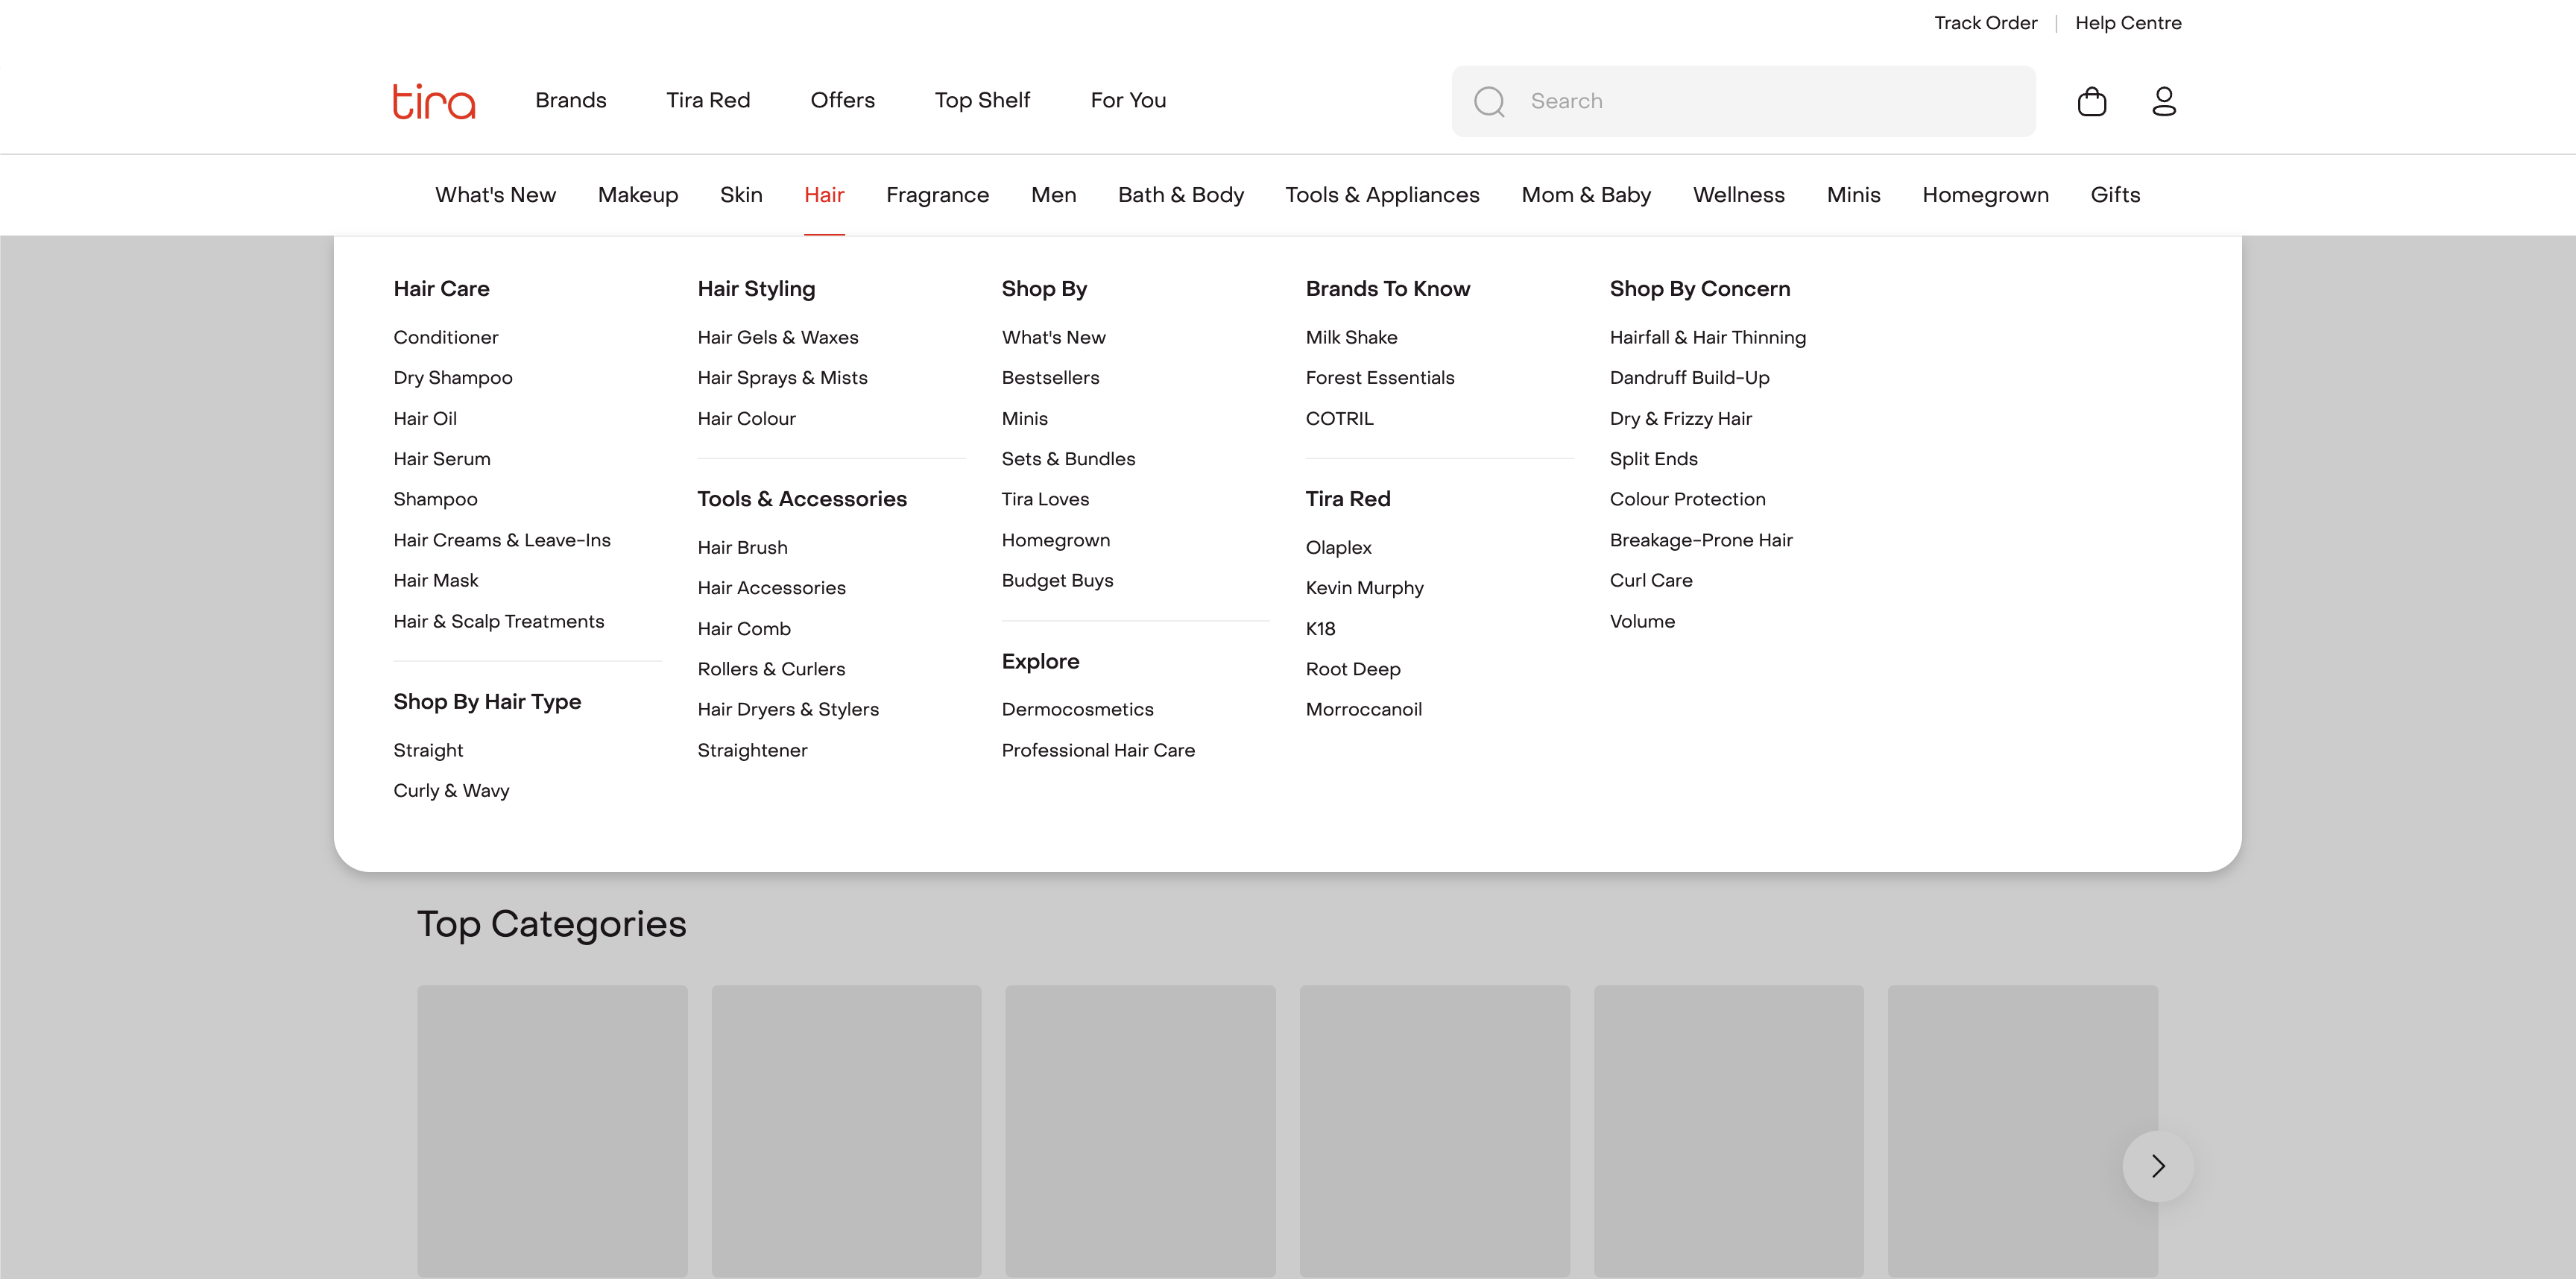 Track Order | Help Centre
tira Brands Tira Red Offers Top Shelf For You Search
What's New Makeup Skin Hair Fragrance Men Bath & Body Tools & Appliances Mom & Baby Wellness Minis Homegrown Gifts
Hair Care
Conditioner
Dry Shampoo
Hair Oil
Hair Serum
Shampoo
Hair Creams & Leave-Ins
Hair Mask
Hair & Scalp Treatments
Shop By Hair Type
Straight
Curly & Wavy
Hair Styling
Hair Gels & Waxes
Hair Sprays & Mists
Hair Colour
Tools & Accessories
Hair Brush
Hair Accessories
Hair Comb
Rollers & Curlers
Hair Dryers & Stylers
Straightener
Shop By
What's New
Bestsellers
Minis
Sets & Bundles
Tira Loves
Homegrown
Budget Buys
Explore
Dermocosmetics
Professional Hair Care
Brands To Know
Milk Shake
Forest Essentials
COTRIL
Tira Red
Olaplex
Kevin Murphy
K18
Root Deep
Morroccanoil
Shop By Concern
Hairfall & Hair Thinning
Dandruff Build-Up
Dry & Frizzy Hair
Split Ends
Colour Protection
Breakage-Prone Hair
Curl Care
Volume
Top Categories